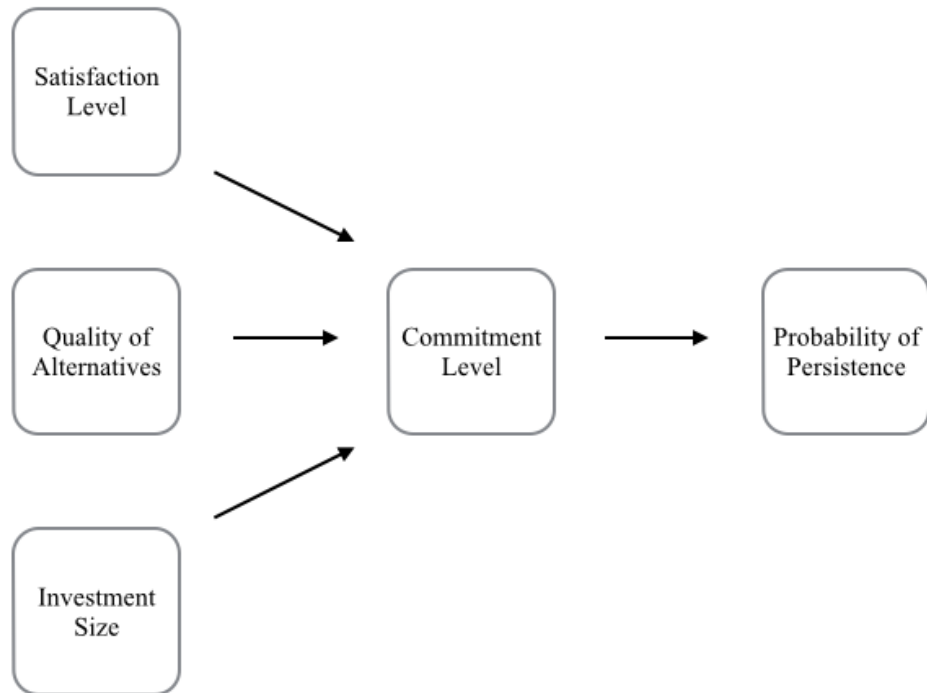 Satisfaction
Level
Quality of
Alternatives
Commitment
Level
Probability of
Persistence
Investment
Size